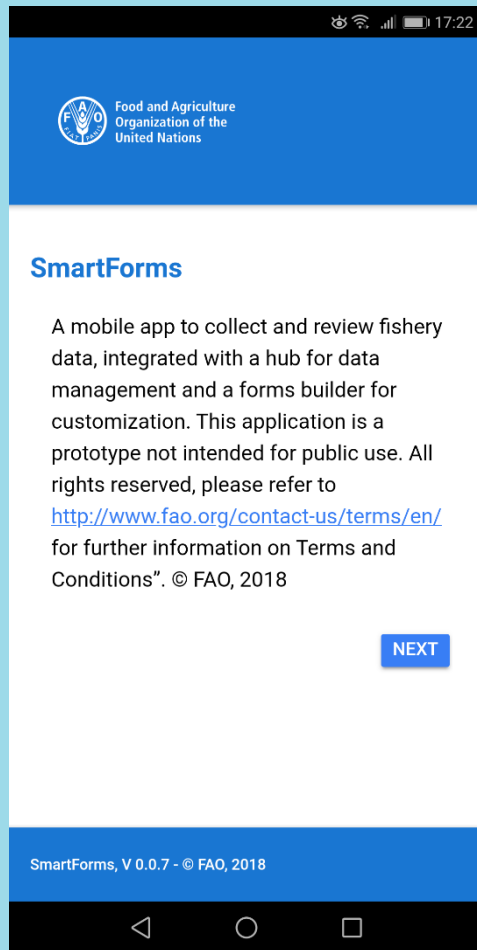 17:22
Food and Agriculture
Organization of the
United Nations
SmartForms
A mobile app to collect and review fishery
data, integrated with a hub for data
management and a forms builder for
customization. This application is a
prototype not intended for public use. All
rights reserved, please refer to
http://www.fao.org/contact-us/terms/en/
for further information on Terms and
Conditions”. © FAO, 2018
NEXT
SmartForms, V 0.0.7 - © FAO, 2018